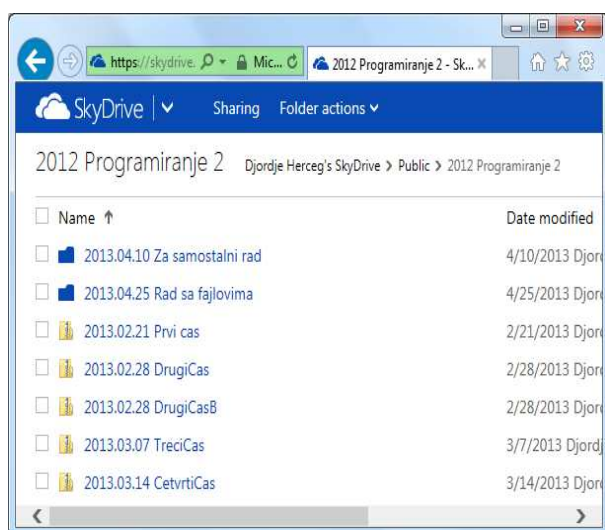 https://skydrive. Mic... 2012 Programiranje 2 - Sk...
SkyDrive Sharing Folder actions
2012 Programiranje 2 Djordje Herceg's SkyDrive > Public > 2012 Programiranje 2
Name Date modified
2013.04.10 Za samostalni rad 4/10/2013 Djor
2013.04.25 Rad sa fajlovima 4/25/2013 Djor
2013.02.21 Prvi cas 2/21/2013 Djor
2013.02.28 DrugiCas 2/28/2013 Djor
2013.02.28 DrugiCasB 2/28/2013 Djor
2013.03.07 TreciCas 3/7/2013 Djordj
2013.03.14 CetvrtiCas 3/14/2013 Djor